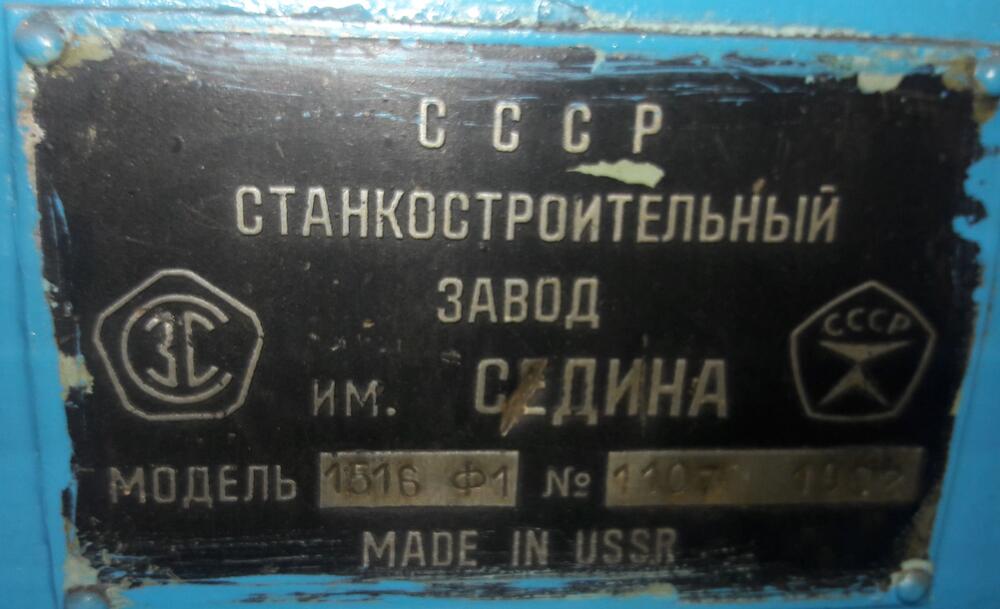 СССР
СТАНКОСТРОИТЕЛЬНЫЙ
ЗАВОД
ЗС
СССР
ИМ. СЕДИНА
МОДЕЛЬ 1516 Ф1 №
MADE IN USSR